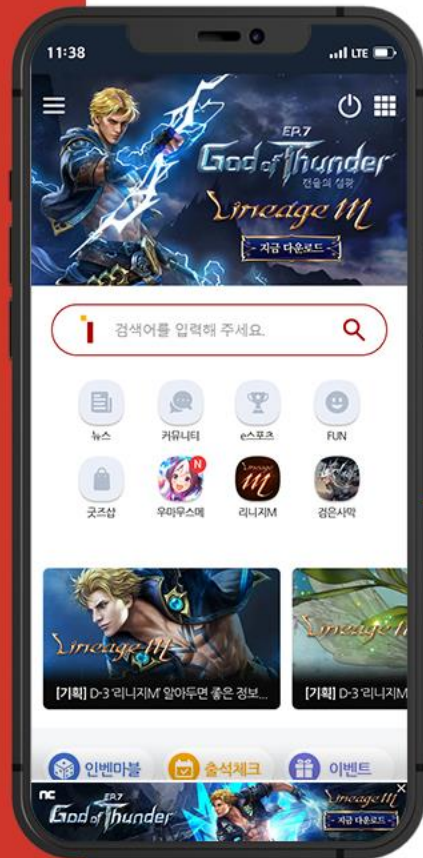 11:38
LTE
EP.7
God of Thunder
Lineage M
- 지금 다운로드 -
검색어를 입력해 주세요.
뉴스
커뮤니티
e스포츠
FUN
N
굿즈샵
우마무스메
리니지M
검은사막
Lineage M
Lineage M
[기획] D-3 '리니지M' 알아두면 좋은 정보...
[기획] D-3 '리니지M
인벤마블
출석체크
이벤트
nc
EP.7
God of Thunder
Lineage M
- 지금 다운로드 -